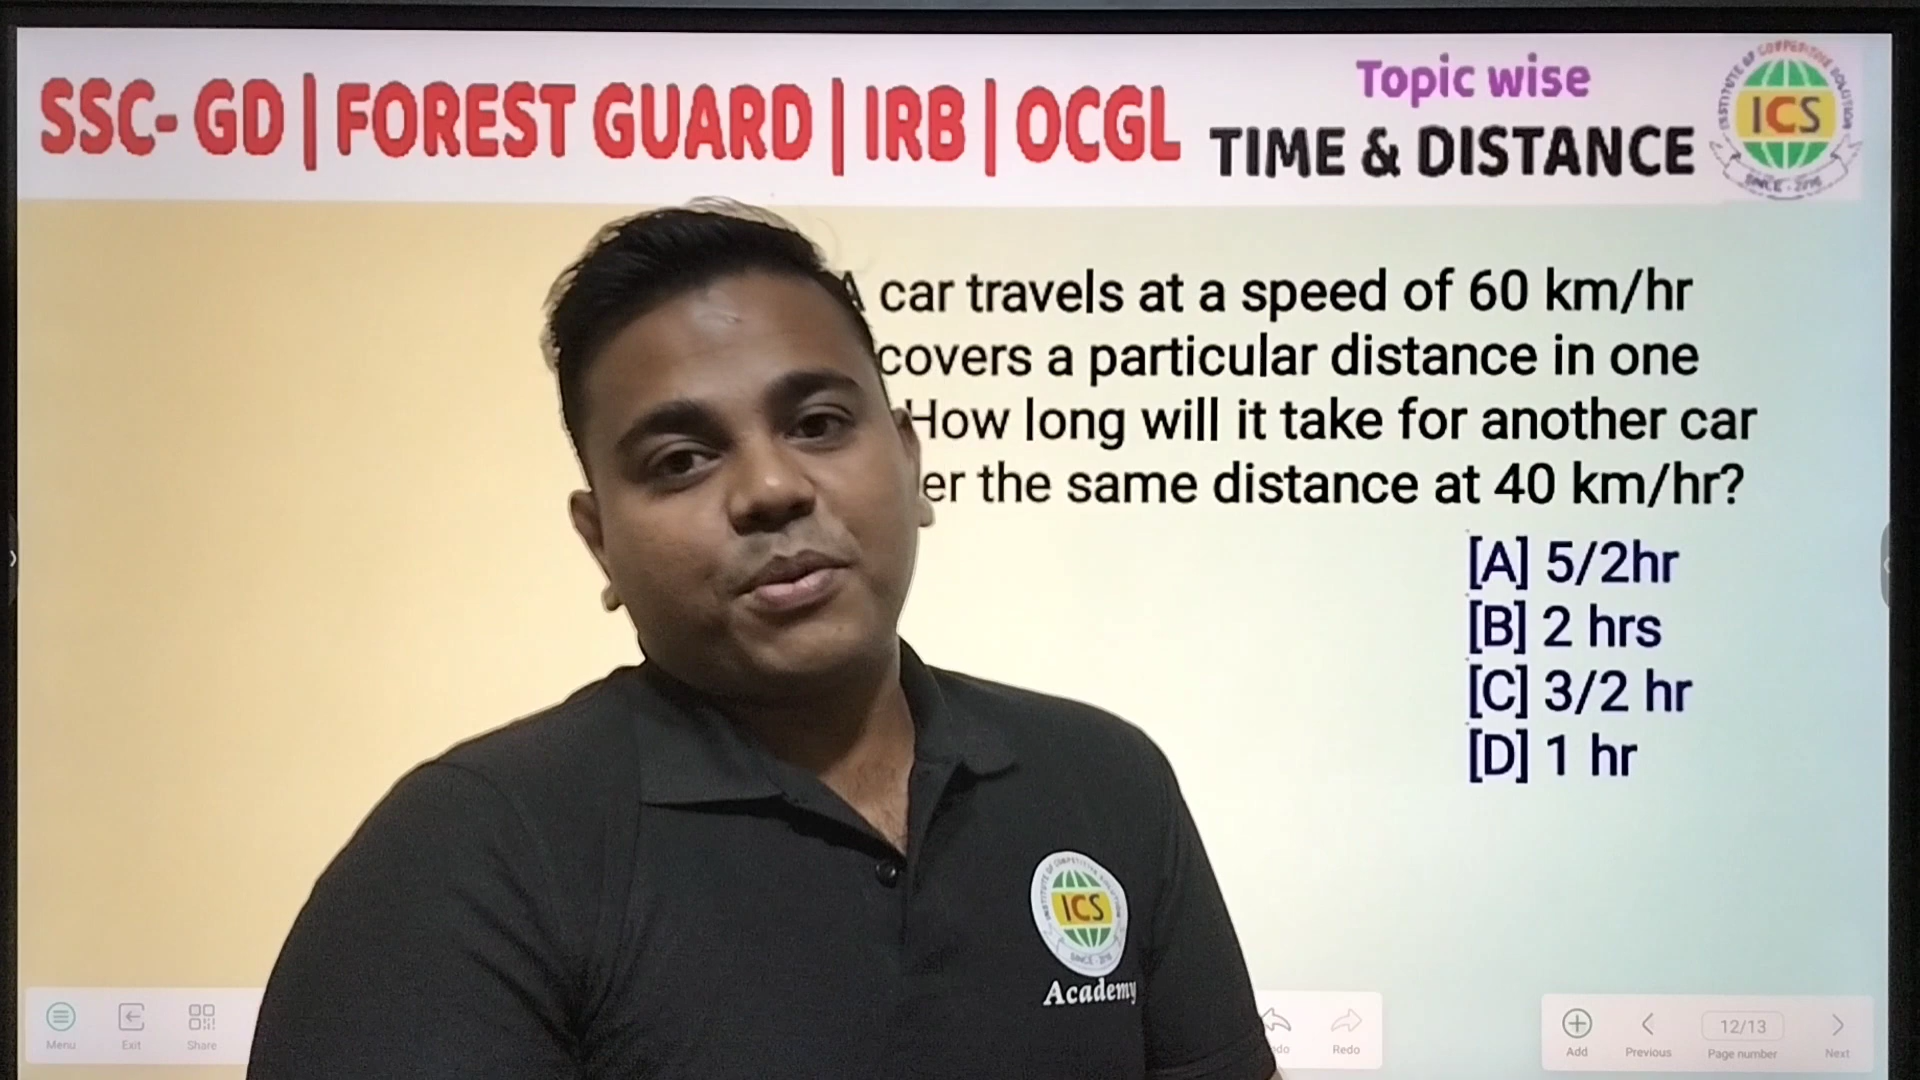 SSC- GD | FOREST GUARD | IRB | OCGL
Topic wise
TIME & DISTANCE
ICS
A car travels at a speed of 60 km/hr
covers a particular distance in one
How long will it take for another car
er the same distance at 40 km/hr?
[A] 5/2hr
[B] 2 hrs
[C] 3/2 hr
[D] 1 hr
ICS
Academy
Menu
Exit
Share
Redo
Add
Previous
12/13
Page number
Next